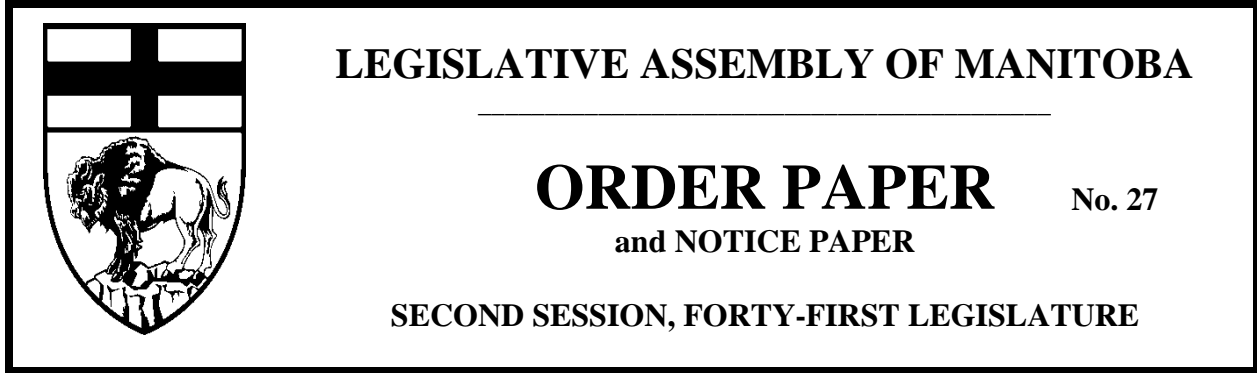 LEGISLATIVE ASSEMBLY OF MANITOBA
ORDER PAPER No. 27
and NOTICE PAPER
SECOND SESSION, FORTY-FIRST LEGISLATURE